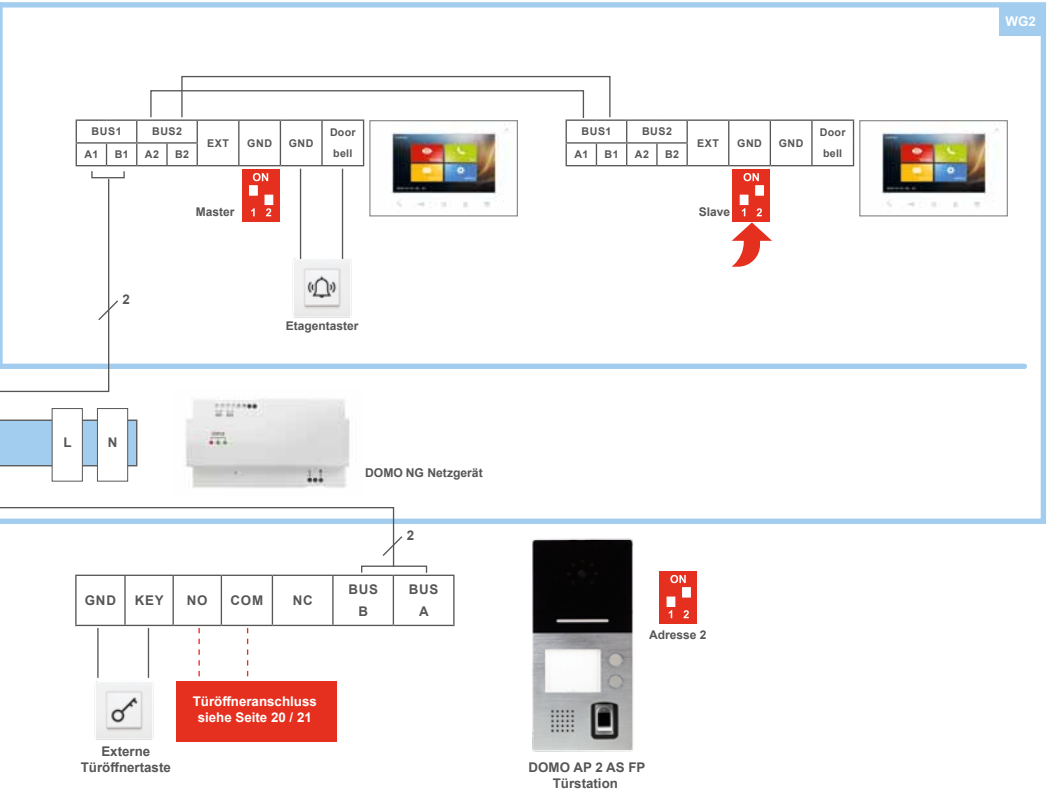 WG2
BUS1 BUS2 EXT GND GND Door bell
A1 B1 A2 B2
BUS1 BUS2 EXT GND GND Door bell
A1 B1 A2 B2
ON
1 2
Master
ON
1 2
Slave
Etagentaster
2
L N
DOMO NG Netzgerät
2
GND KEY NO COM NC BUS B BUS A
ON
1 2
Adresse 2
Türöffneranschluss
siehe Seite 20 / 21
Externe
Türöffnertaste
DOMO AP 2 AS FP
Türstation